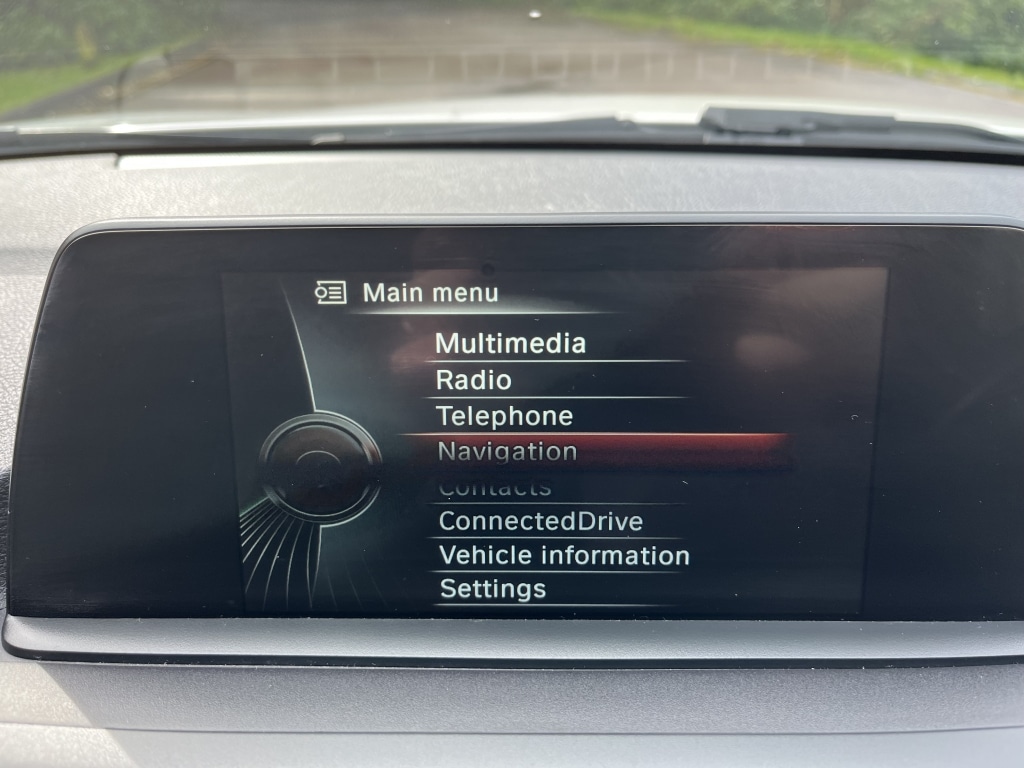 Main menu
Multimedia
Radio
Telephone
Navigation
Contacts
ConnectedDrive
Vehicle information
Settings